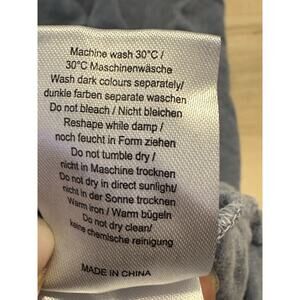 Machine wash 30°C /
30°C Maschinenwäsche
Wash dark colours separately/
dunkle farben separate waschen
Do not bleach / Nicht bleichen
Reshape while damp /
noch feucht in Form ziehen
Do not tumble dry /
nicht in Maschine trocknen
Do not dry in direct sunlight/
nicht in der Sonne trocknen
Warm iron / Warm bügeln
Do not dry clean/
keine chemische reinigung
MADE IN CHINA